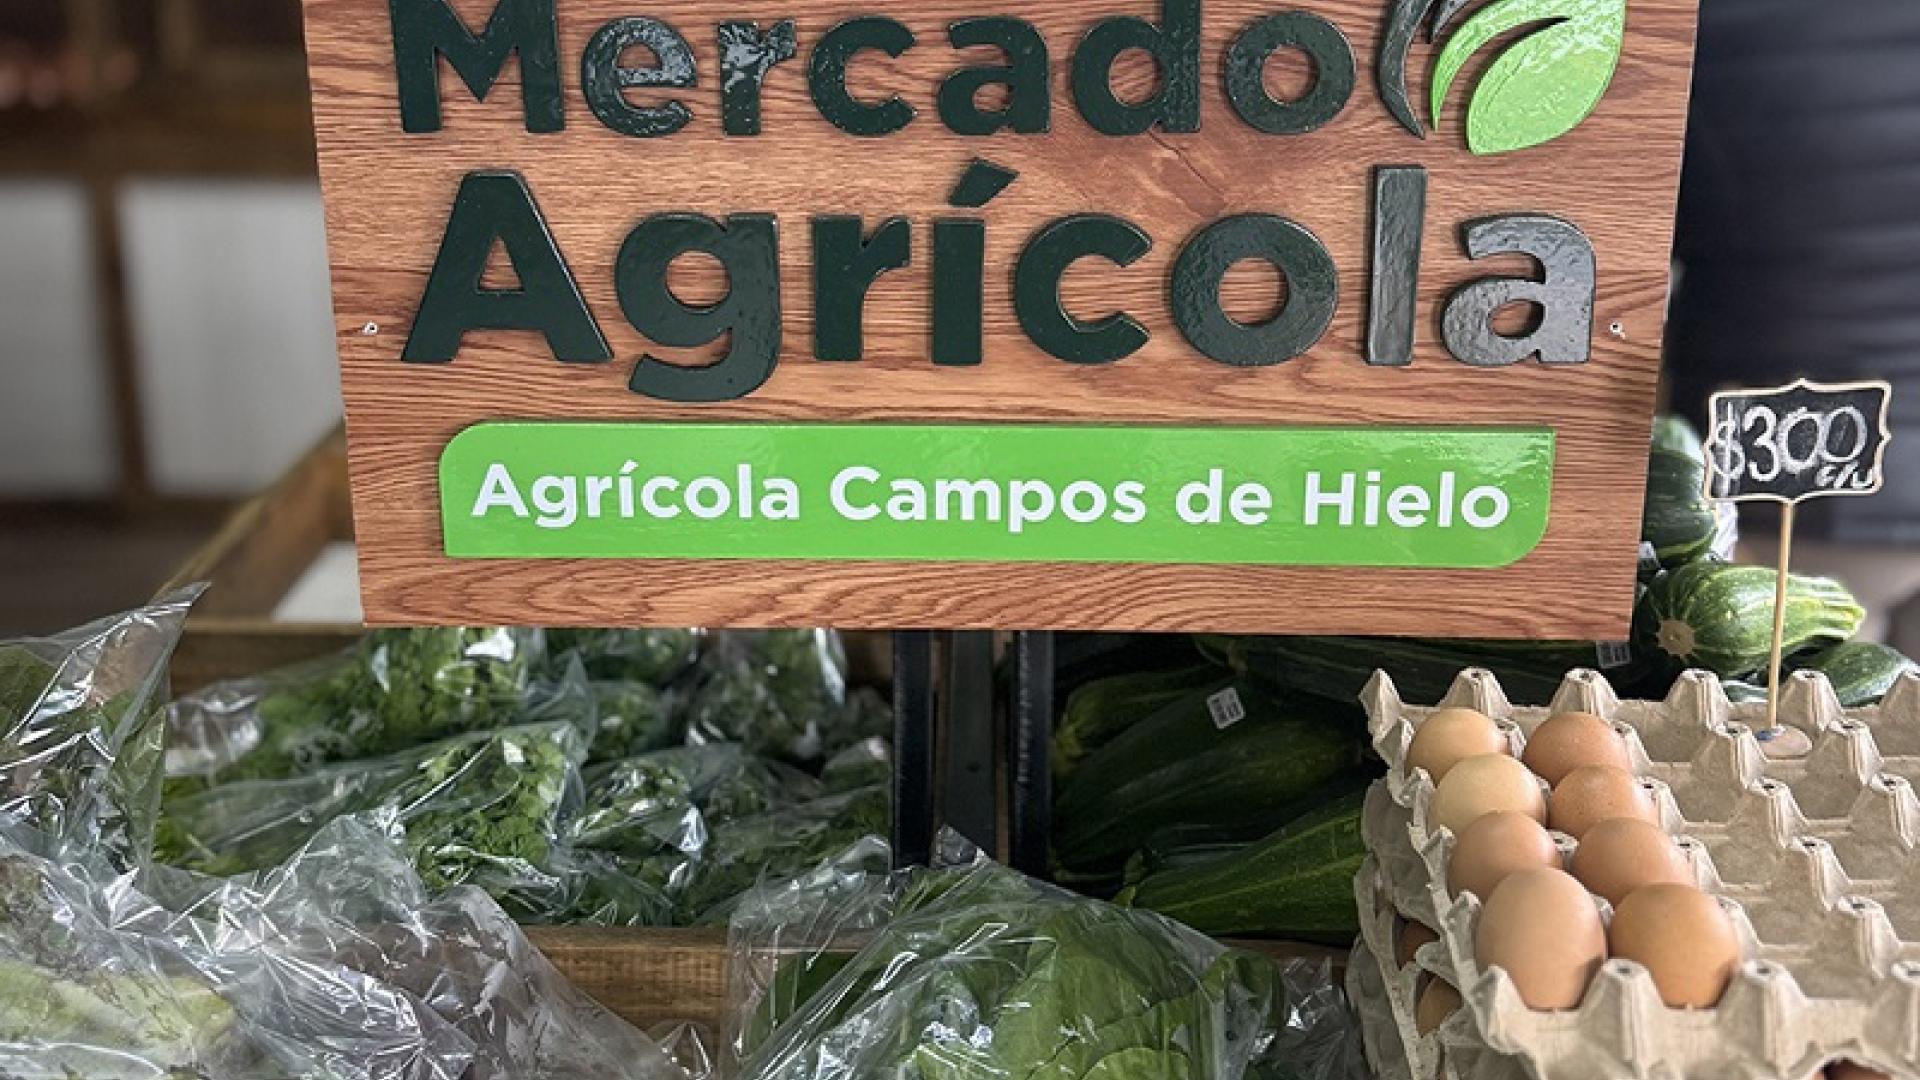 Mercado
Agrícola
Agrícola Campos de Hielo
$300
c/u